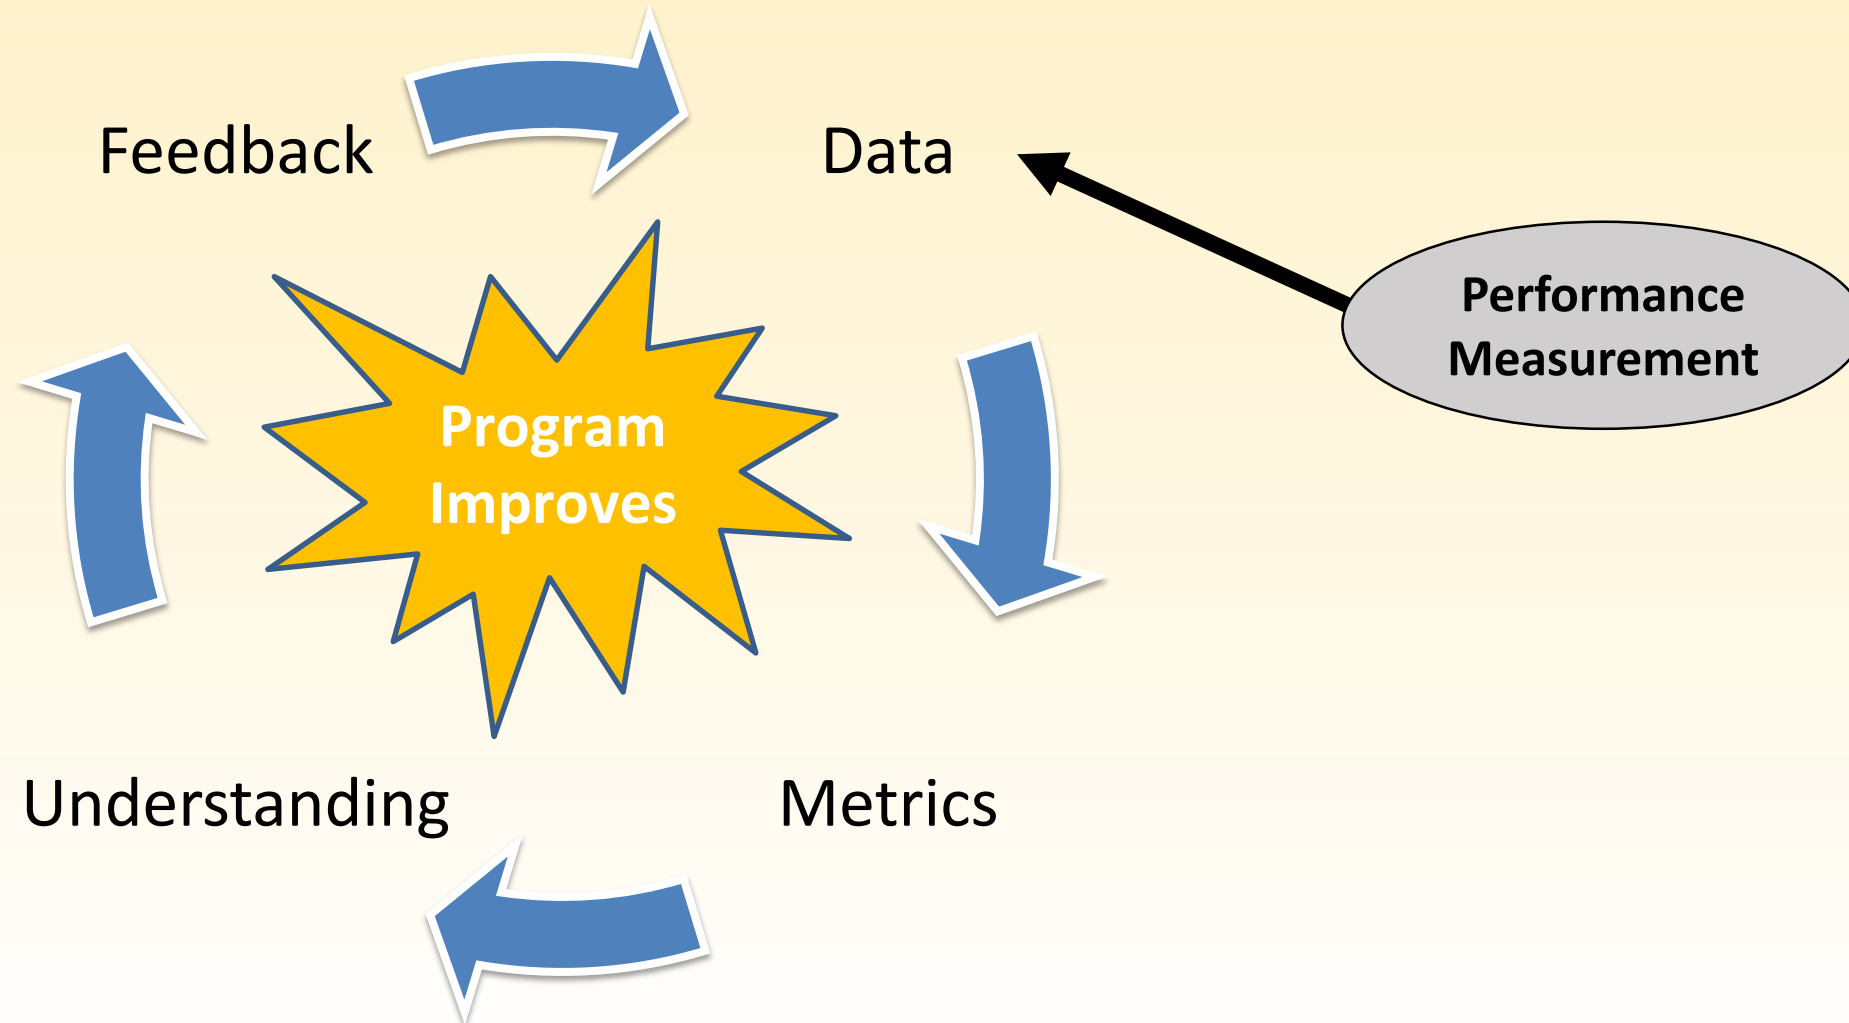 Feedback
Data
Performance
Measurement
Program
Improves
Understanding
Metrics